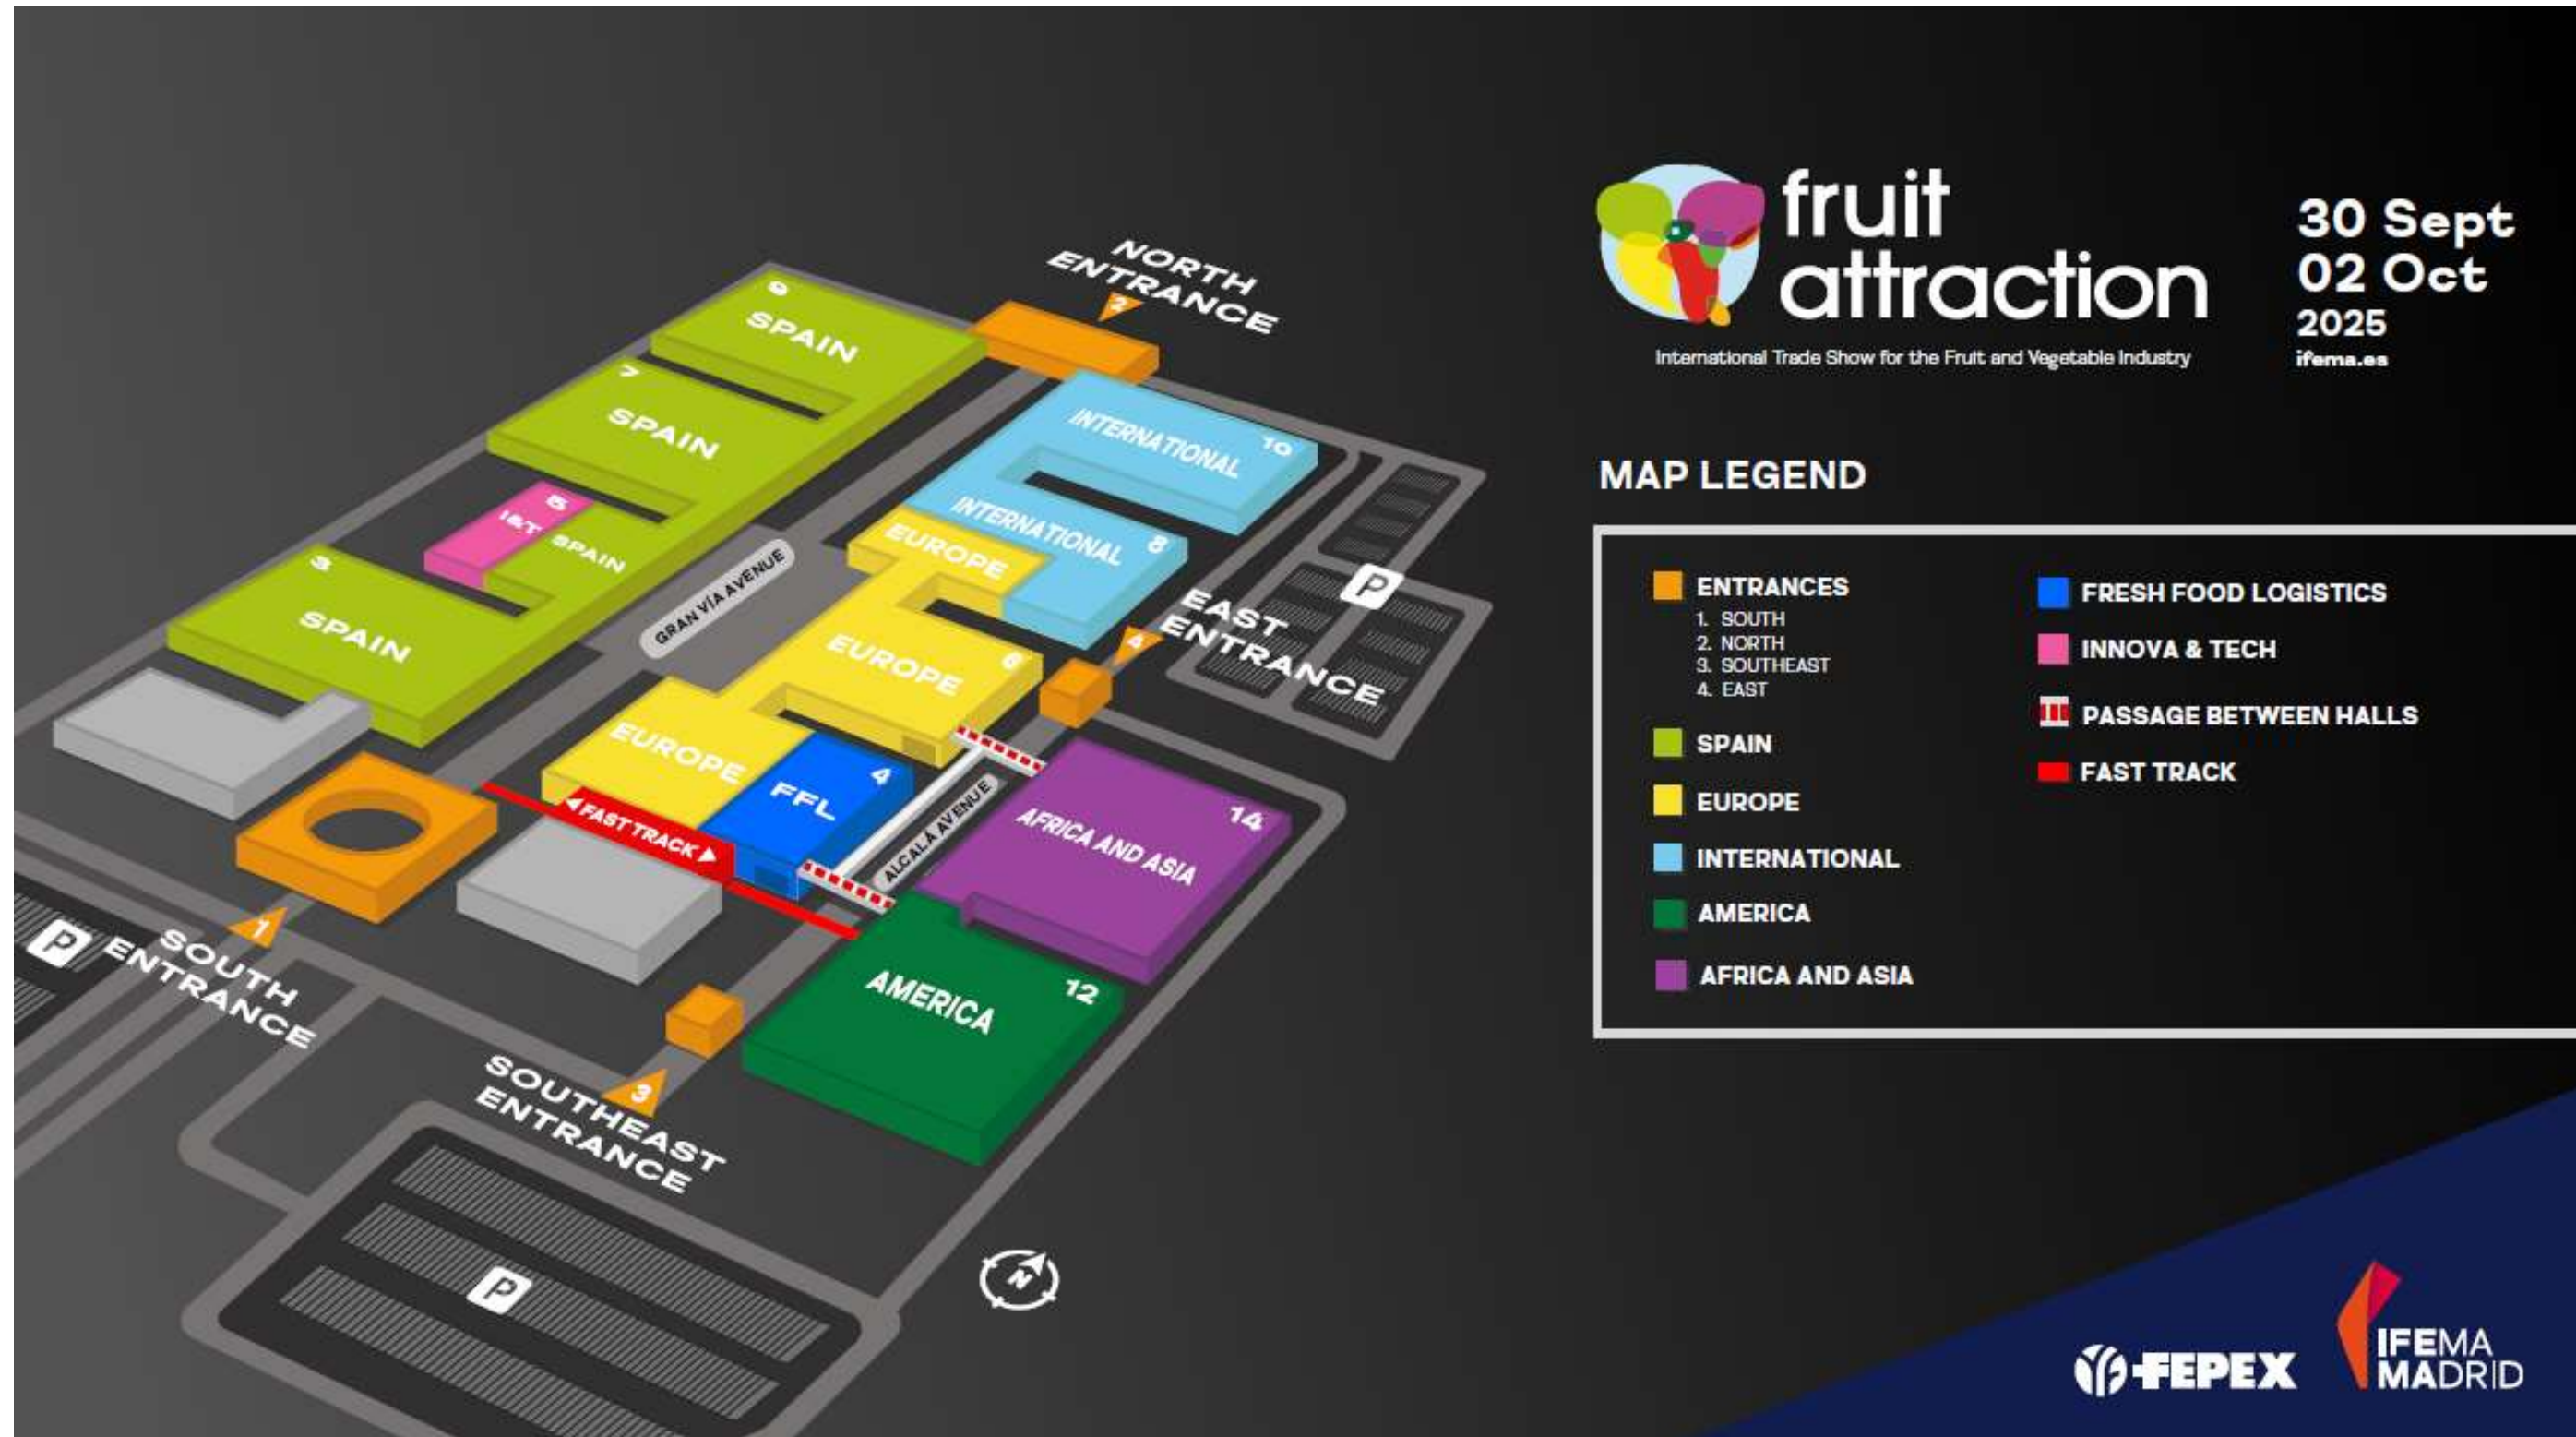 fruit
attraction
International Trade Show for the Fruit and Vegetable Industry
30 Sept
02 Oct
2025
ifema.es
NORTH
ENTRANCE
2
9
SPAIN
7
SPAIN
5
I&T
SPAIN
3
SPAIN
INTERNATIONAL
10
INTERNATIONAL
8
EUROPE
GRAN VÍA AVENUE
EUROPE
6
EAST
ENTRANCE
4
P
EUROPE
FFL
4
◀ FAST TRACK ▶
ALCALÁ AVENUE
AFRICA AND ASIA
14
AMERICA
12
1
SOUTH
ENTRANCE
P
3
SOUTHEAST
ENTRANCE
P
N
MAP LEGEND
ENTRANCES
1. SOUTH
2. NORTH
3. SOUTHEAST
4. EAST
SPAIN
EUROPE
INTERNATIONAL
AMERICA
AFRICA AND ASIA
FRESH FOOD LOGISTICS
INNOVA & TECH
PASSAGE BETWEEN HALLS
FAST TRACK
FEPEX
IFEMA
MADRID